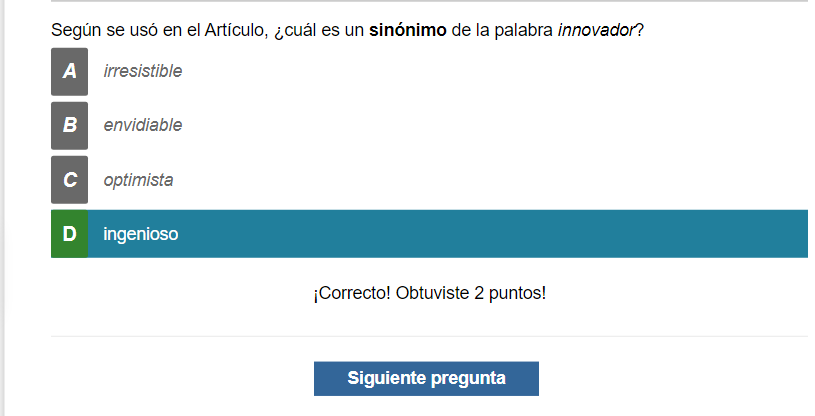 Según se usó en el Artículo, ¿cuál es un sinónimo de la palabra innovador?
A irresistible
B envidiable
C optimista
D ingenioso
¡Correcto! Obtuviste 2 puntos!
Siguiente pregunta